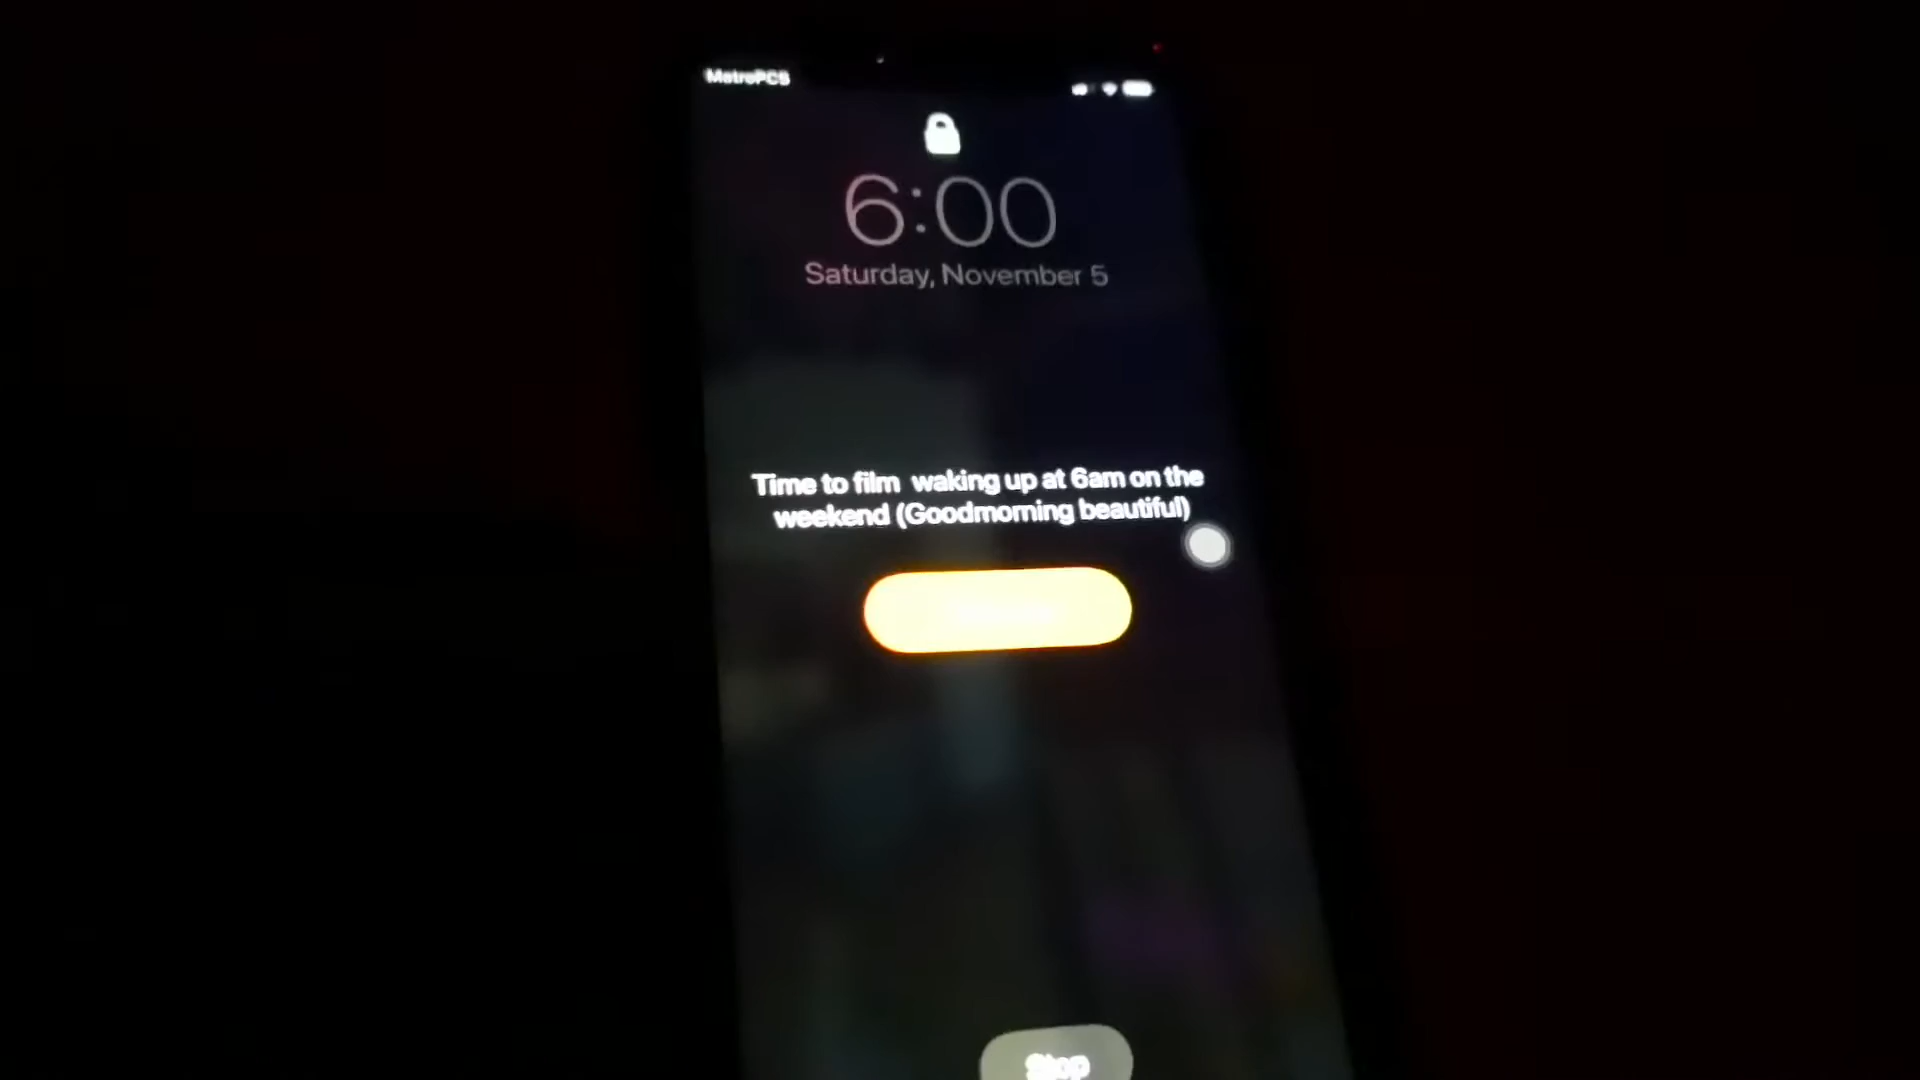 MetroPCS
6:00
Saturday, November 5
Time to film waking up at 6am on the
weekend (Goodmorning beautiful)
Stop